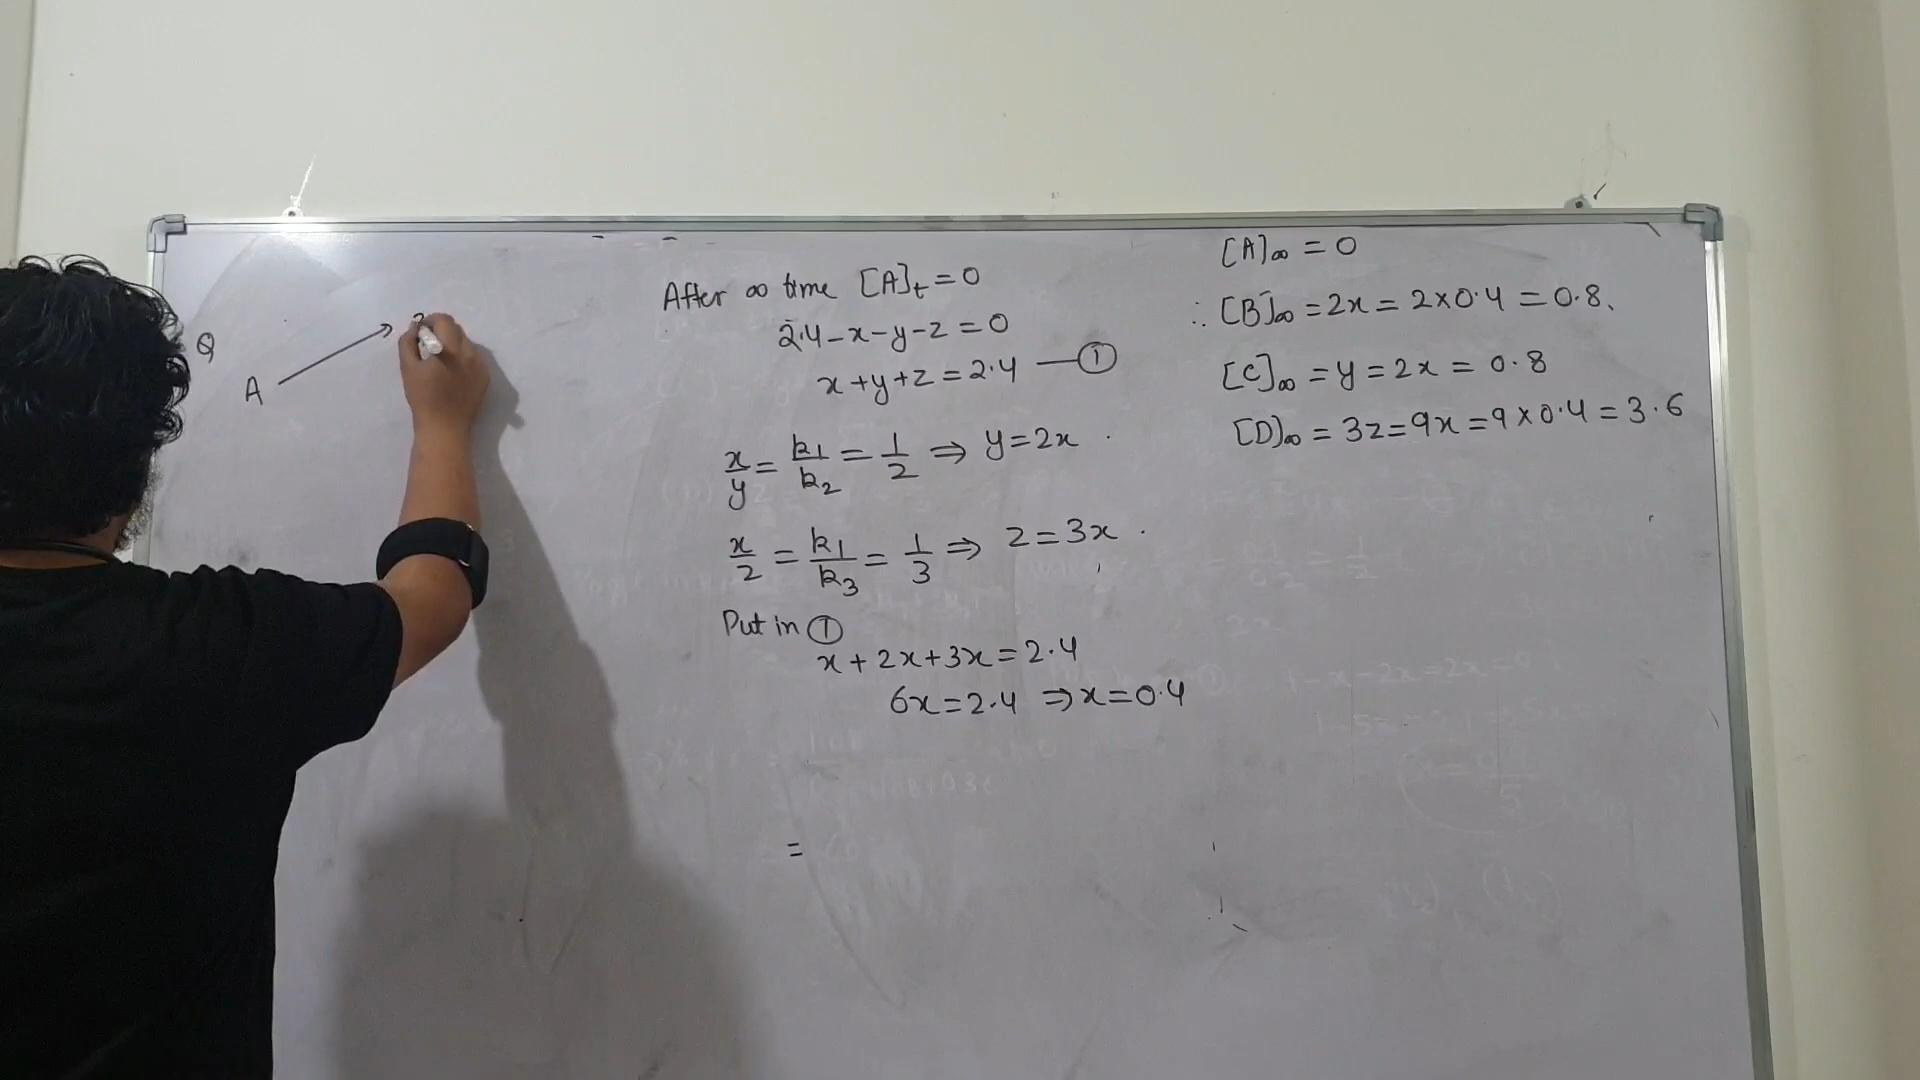 Q
A
After ∞ time [A]t = 0
2.4 - x - y - z = 0
x + y + z = 2.4 — ①
x/y = k1/k2 = 1/2 ⇒ y = 2x
x/z = k1/k3 = 1/3 ⇒ z = 3x
Put in ①
x + 2x + 3x = 2.4
6x = 2.4 ⇒ x = 0.4
=
[A]∞ = 0
∴ [B]∞ = 2x = 2 × 0.4 = 0.8
[C]∞ = y = 2x = 0.8
[D]∞ = 3z = 9x = 9 × 0.4 = 3.6